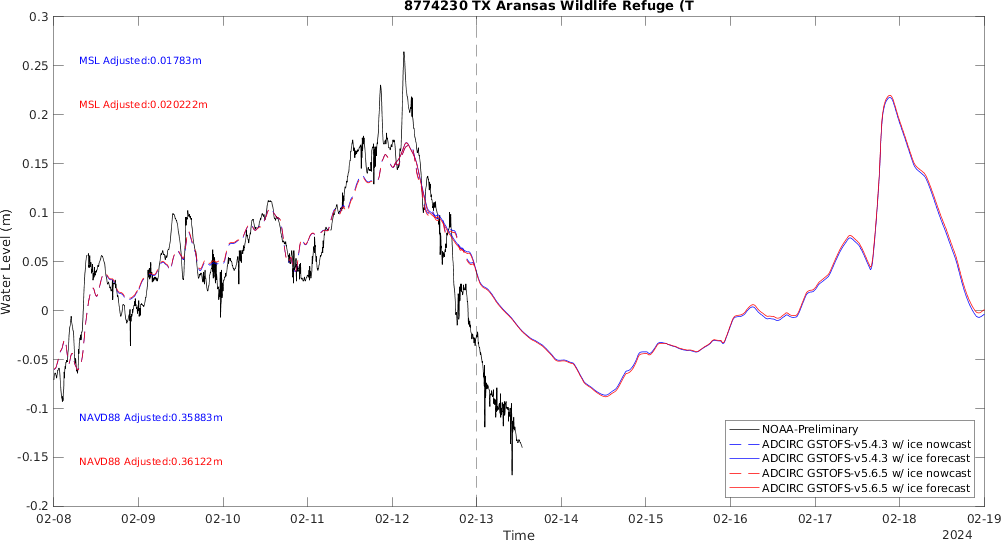 8774230 TX Aransas Wildlife Refuge (T
0.3
0.25
0.2
0.15
0.1
0.05
0
-0.05
-0.1
-0.15
-0.2
Water Level (m)
MSL Adjusted:0.01783m
MSL Adjusted:0.020222m
NAVD88 Adjusted:0.35883m
NAVD88 Adjusted:0.36122m
NOAA-Preliminary
ADCIRC GSTOFS-v5.4.3 w/ ice nowcast
ADCIRC GSTOFS-v5.4.3 w/ ice forecast
ADCIRC GSTOFS-v5.6.5 w/ ice nowcast
ADCIRC GSTOFS-v5.6.5 w/ ice forecast
02-08 02-09 02-10 02-11 02-12 02-13 02-14 02-15 02-16 02-17 02-18 02-19
Time
2024